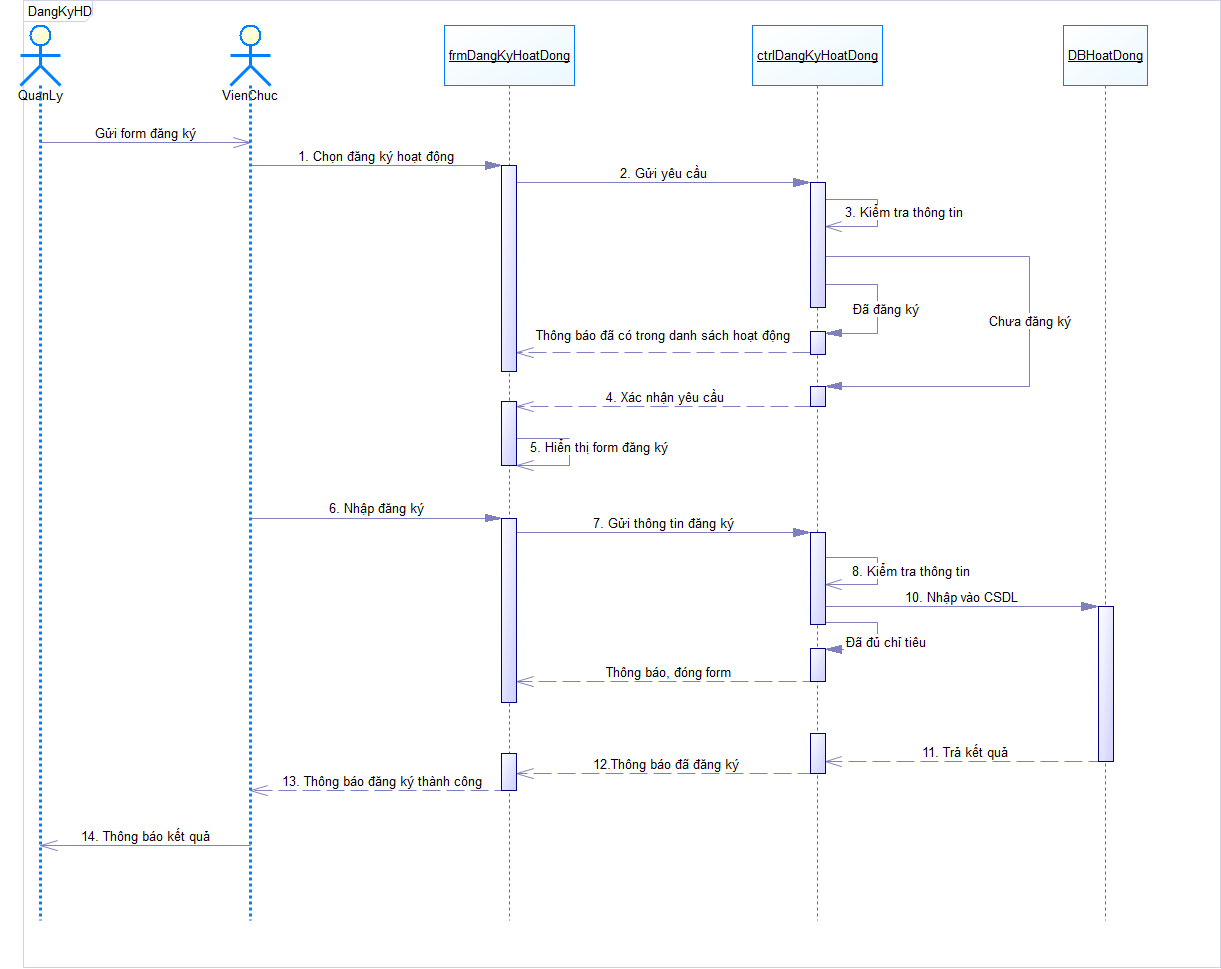 DangKyHD
QuanLy
VienChuc
frmDangKyHoatDong
ctrlDangKyHoatDong
DBHoatDong
Gửi form đăng ký
1. Chọn đăng ký hoạt động
2. Gửi yêu cầu
3. Kiểm tra thông tin
Đã đăng ký
Chưa đăng ký
Thông báo đã có trong danh sách hoạt động
4. Xác nhận yêu cầu
5. Hiển thị form đăng ký
6. Nhập đăng ký
7. Gửi thông tin đăng ký
8. Kiểm tra thông tin
10. Nhập vào CSDL
Đã đủ chỉ tiêu
Thông báo, đóng form
11. Trả kết quả
12.Thông báo đã đăng ký
13. Thông báo đăng ký thành công
14. Thông báo kết quả